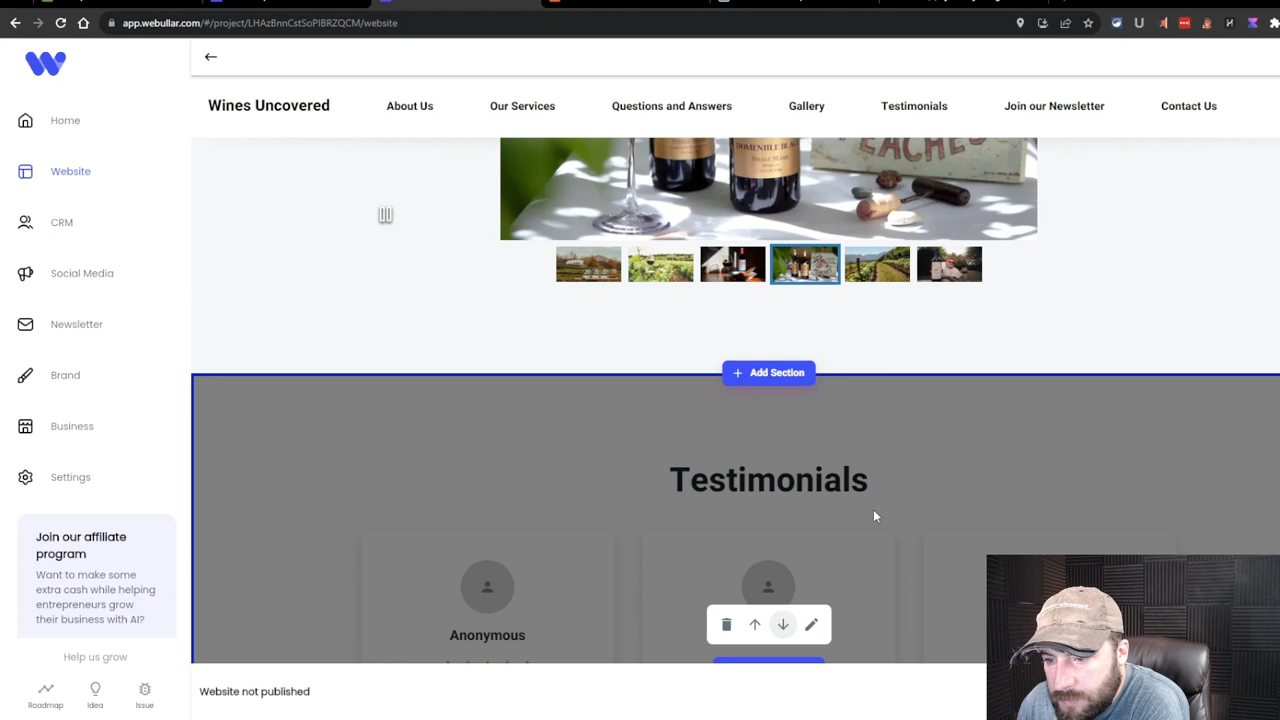 app.webullar.com/#/project/LHAzBnnCstSoPIBRZQCM/website
Wines Uncovered
About Us
Our Services
Questions and Answers
Gallery
Testimonials
Join our Newsletter
Contact Us
Home
Website
CRM
Social Media
Newsletter
Brand
Business
Settings
Join our affiliate
program
Want to make some
extra cash while helping
entrepreneurs grow
their business with AI?
Help us grow
Roadmap
Idea
Issue
Add Section
Testimonials
Anonymous
Website not published